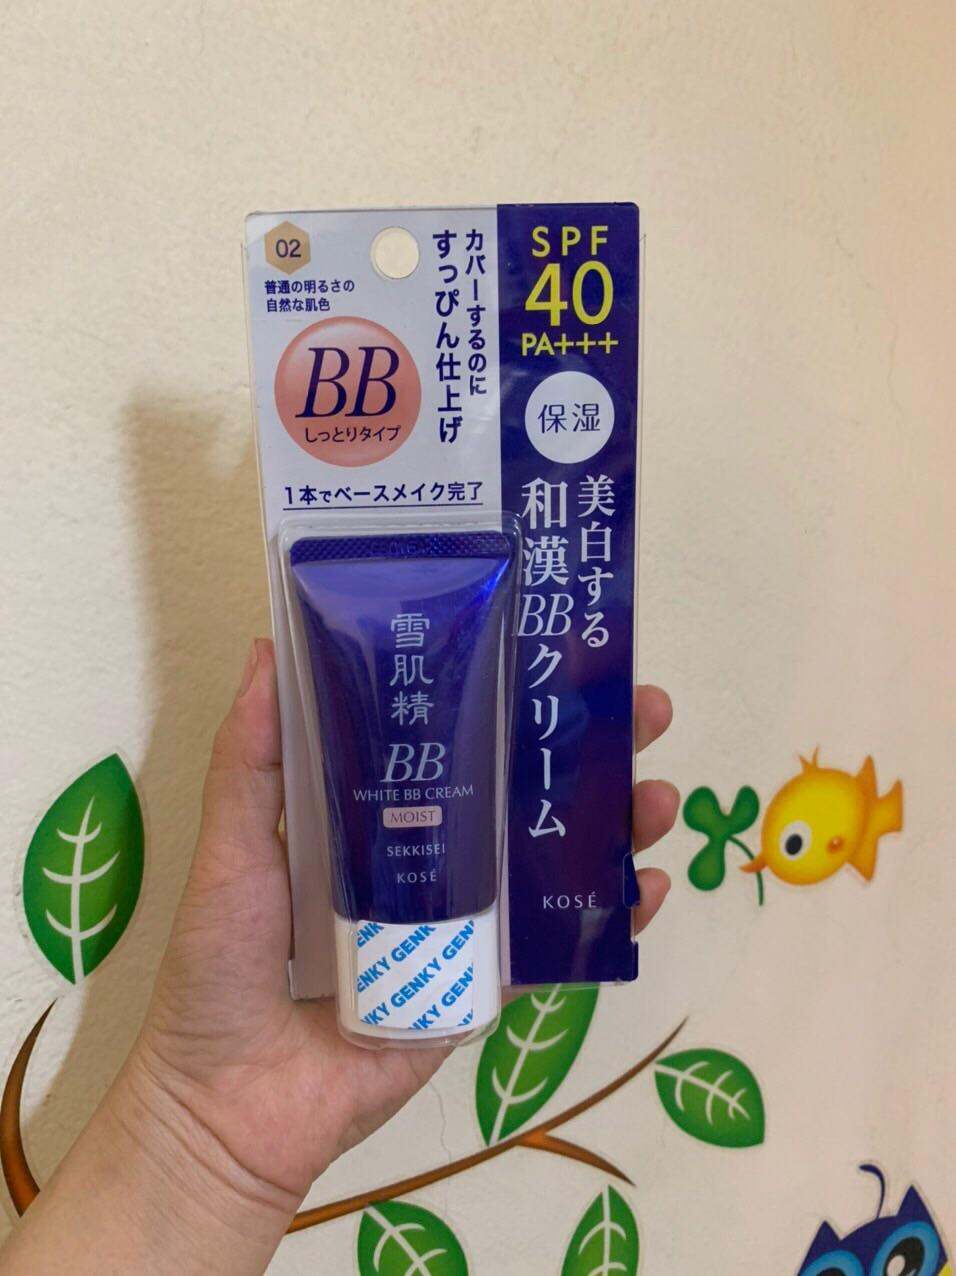 02
普通の明るさの
自然な肌色
BB
しっとりタイプ
カバーするのに
すっぴん仕上げ
1本でベースメイク完了
SPF
40
PA+++
保湿
美白する
和漢BBクリーム
KOSÉ
雪肌精
BB
WHITE BB CREAM
MOIST
SEKKISEI
KOSÉ
GENKY GENKY
GENKY GENKY